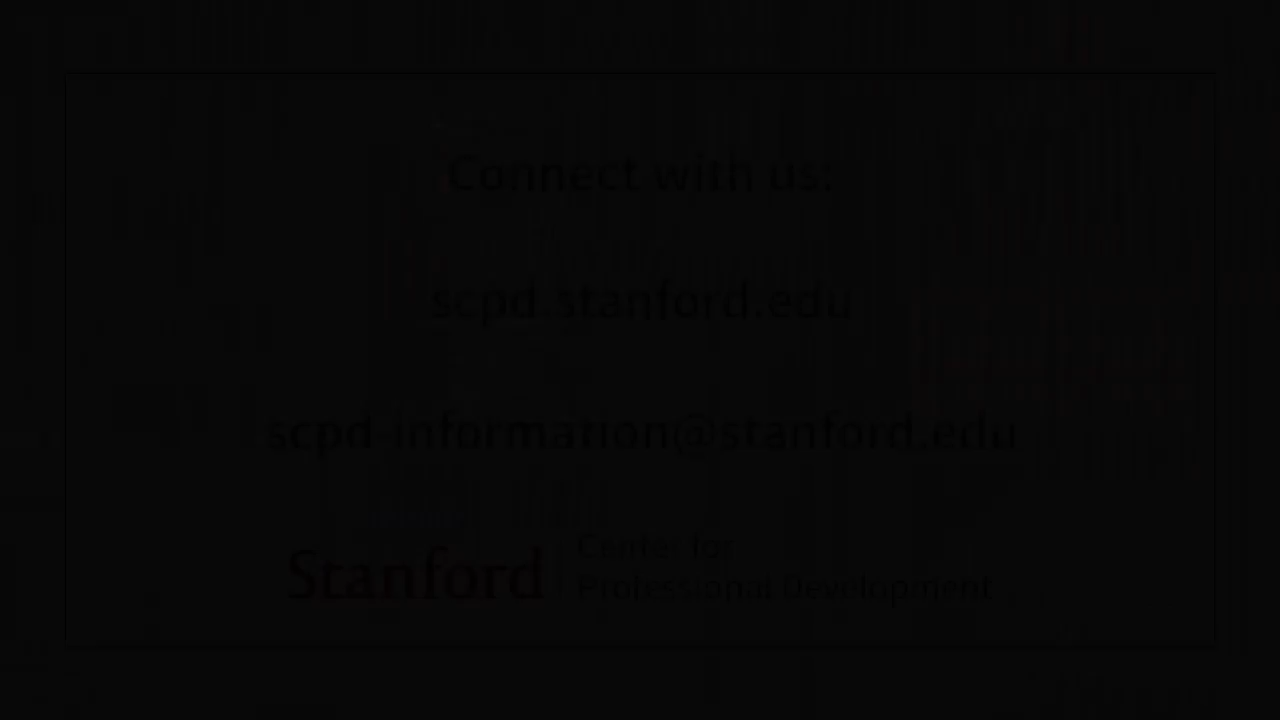 Connect with us:
scpd.stanford.edu
scpd-information@stanford.edu
Stanford
Center for
Professional Development